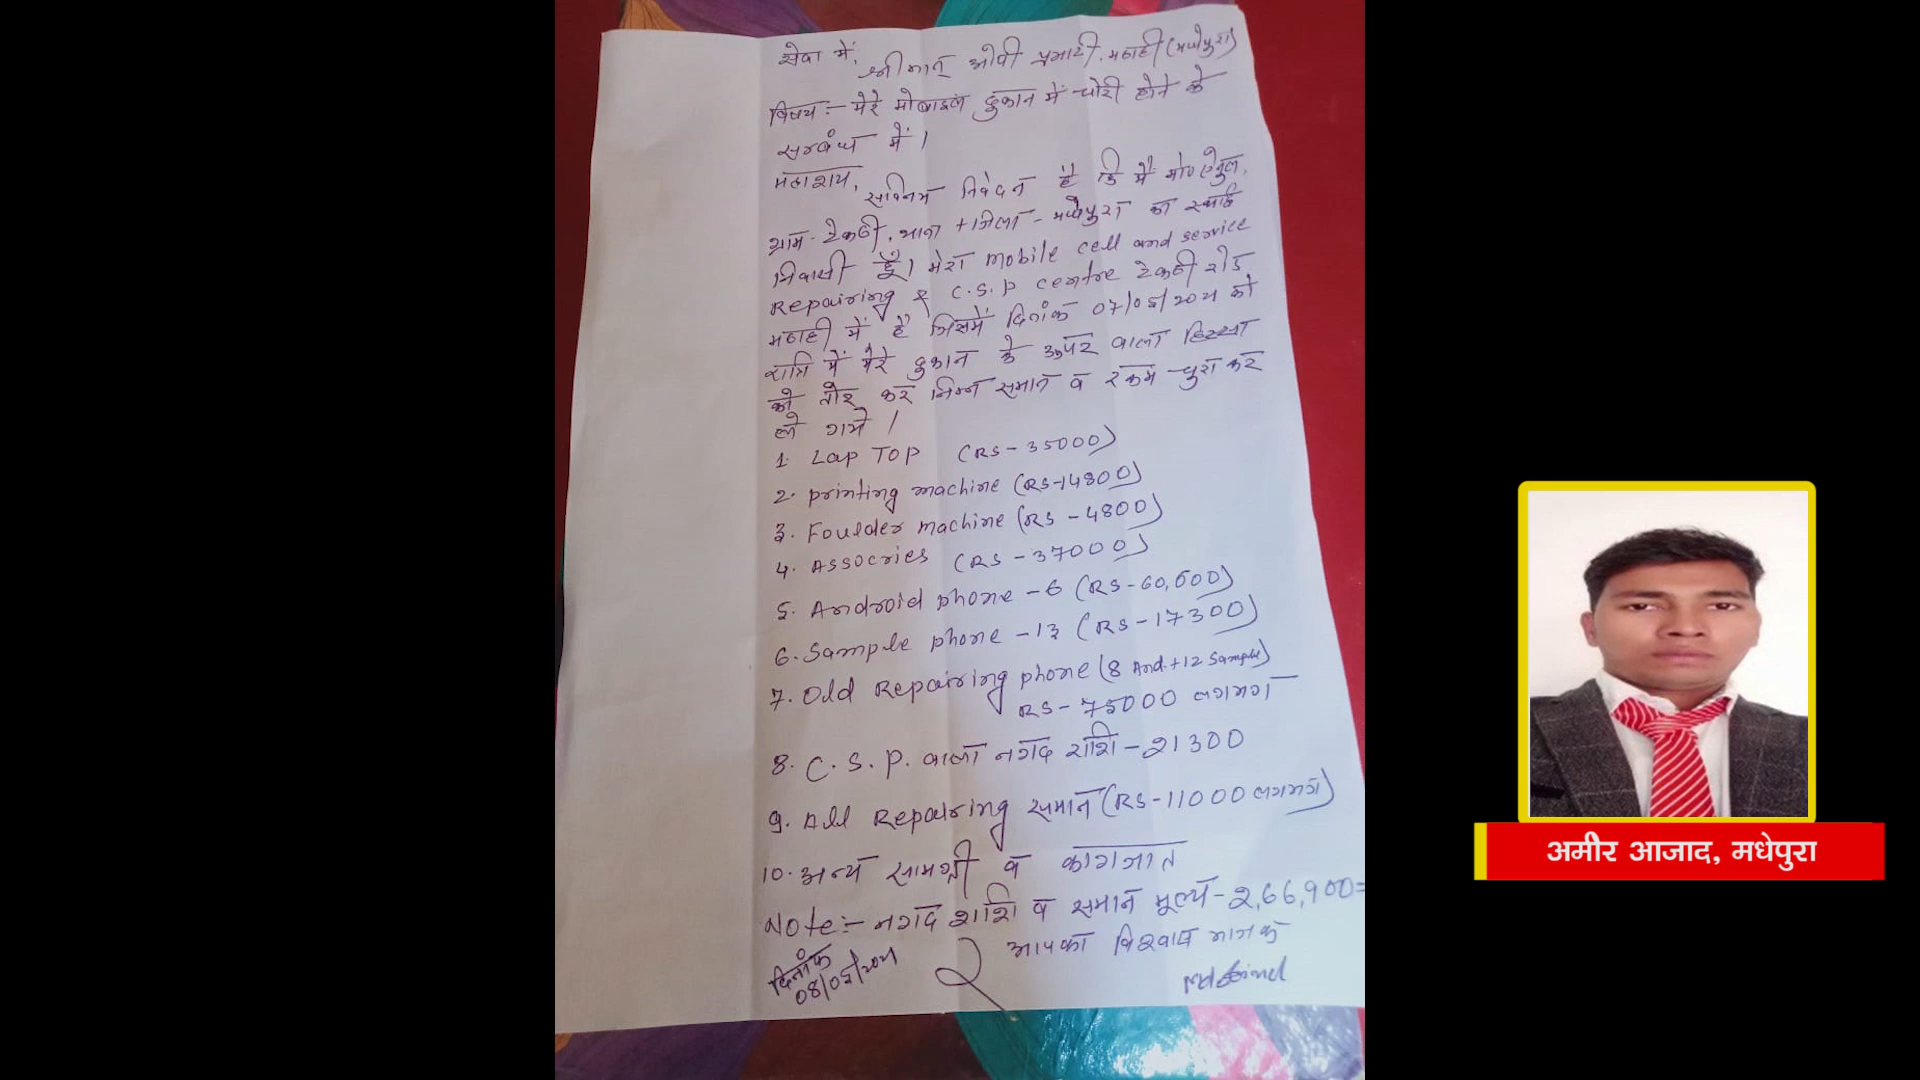 सेवा में,
श्रीमान् ओपी प्रभारी, भठाही (मधेपुरा)
विषय :- मेरे मोबाइल दुकान में चोरी होने के
सम्बंध में।
महाशय,
सविनय निवेदन है कि मैं मो०
ग्राम- टेकठी, थाना + जिला - मधेपुरा का स्थाई
निवासी हूँ। मेरा mobile cell and service
Repairing र C.S.P centre टेकठी रोड
भठाही में है जिसमें दिनांक 07/05/2021 को
रात्रि में मेरे दुकान के ऊपर वाला हिस्सा
को तोर कर निम्न समान व रकम चुरा कर
ले गये।
1. Lap Top (RS - 35000)
2. printing machine (RS-14800)
3. Foulder machine (RS - 4800)
4. Assocries (RS - 37000)
5. Android phone - 6 (RS-60,600)
6. Sample phone - 13 (RS-17300)
7. Old Repairing phone (8 And.+12 Sample)
RS- 75000 लगभग
8. C.S.P. वाला नगद राशि - 21300
9. All Repairing समान (RS-11000 लगभग)
10. अन्य सामग्री व कागजात
Note:- नगद राशि व समान मूल्य- 2,66,900=
आपका विश्वास भाजक
दिनांक
08/05/2021
अमीर आजाद, मधेपुरा